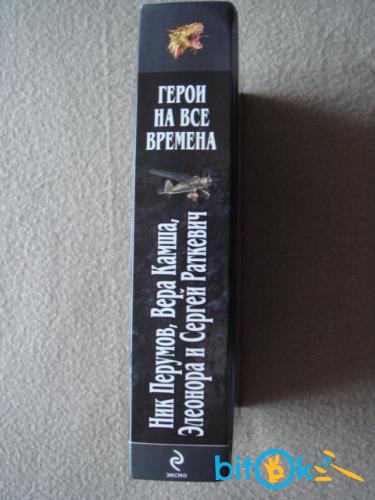 ГЕРОИ
НА ВСЕ
ВРЕМЕНА
Ник Перумов, Вера Камша,
Элеонора и Сергей Раткевич
ЭКСМО
bitOk